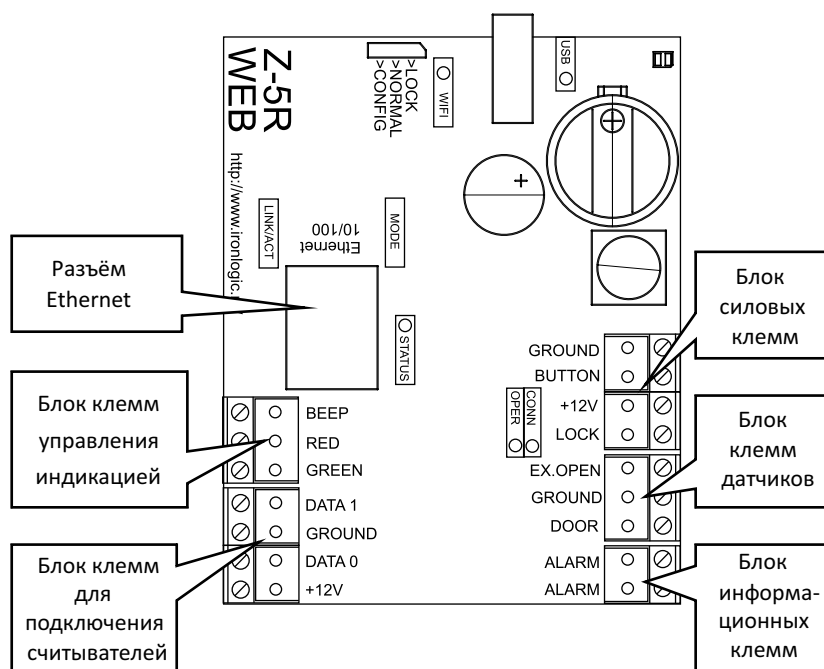 Z-5R
WEB
http://www.ironlogic.
>LOCK
>NORMAL
>CONFIG
WIFI
USB
+
LINK/ACT
Ethernet
10/100
MODE
STATUS
Разъём
Ethernet
Блок клемм
управления
индикацией
Блок клемм
для
подключения
считывателей
BEEP
RED
GREEN
DATA 1
GROUND
DATA 0
+12V
OPER
CONN
GROUND
BUTTON
+12V
LOCK
EX.OPEN
GROUND
DOOR
ALARM
ALARM
Блок
силовых
клемм
Блок
клемм
датчиков
Блок
информа-
ционных
клемм